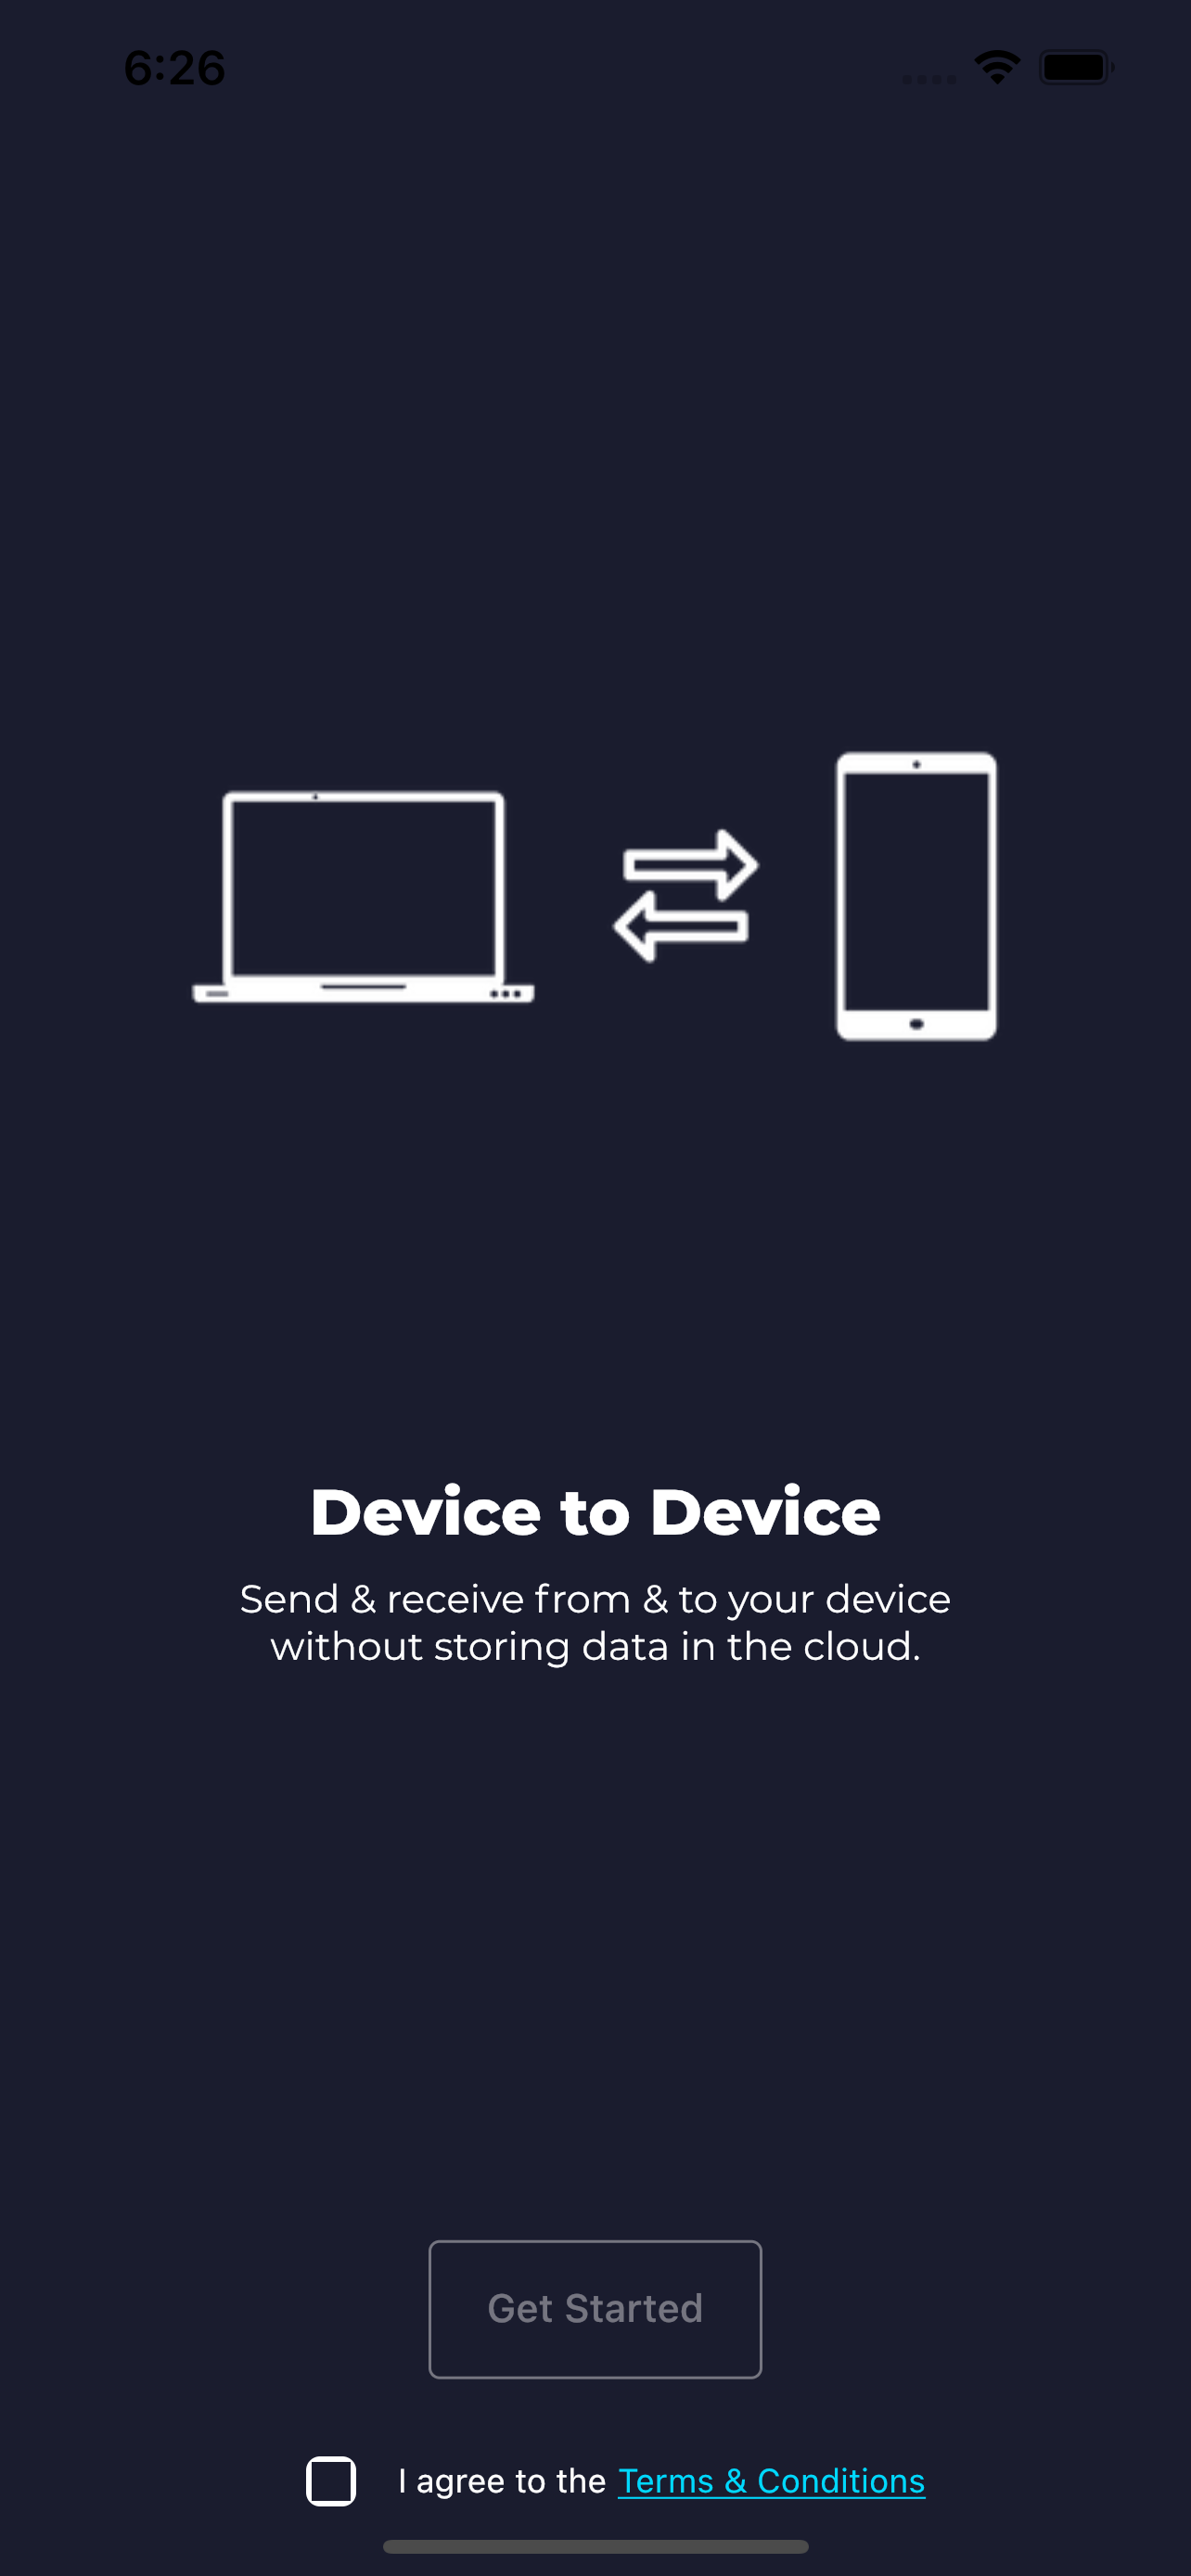 6:26
Device to Device
Send & receive from & to your device
without storing data in the cloud.
Get Started
I agree to the Terms & Conditions